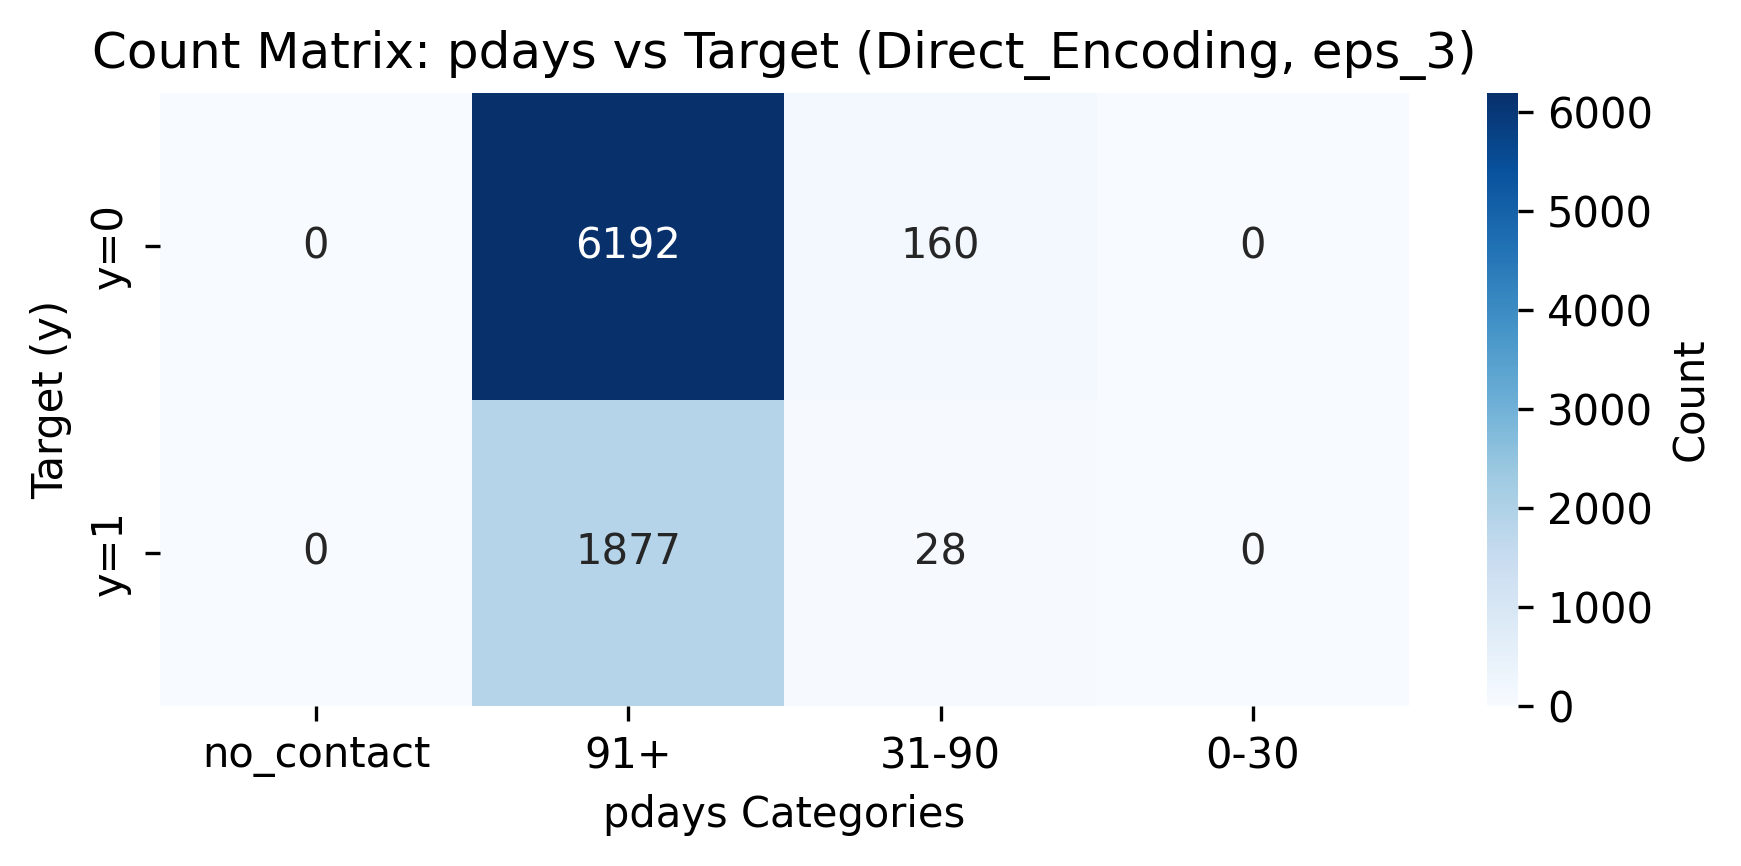 Count Matrix: pdays vs Target (Direct_Encoding, eps_3)
Target (y)
y=0
0 6192 160 0
y=1
0 1877 28 0
no_contact 91+ 31-90 0-30
pdays Categories
6000
5000
4000
3000
2000
1000
0
Count